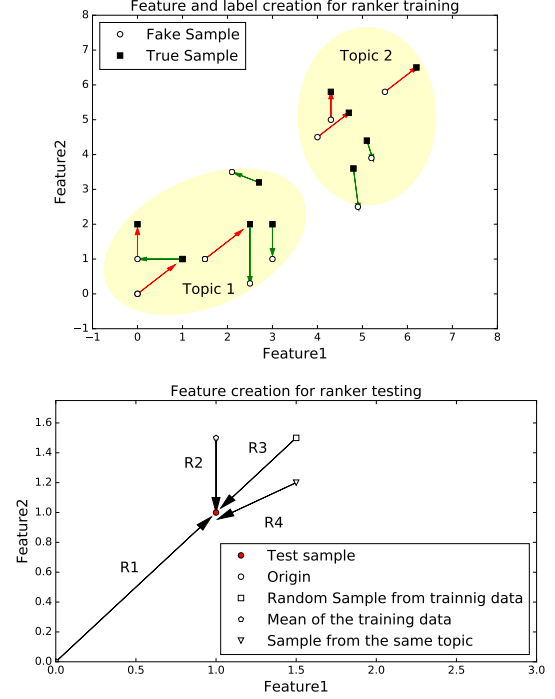 Feature and label creation for ranker training
Fake Sample
True Sample
Topic 2
Topic 1
Feature2
8
7
6
5
4
3
2
1
0
−1
−1 0 1 2 3 4 5 6 7 8
Feature1
Feature creation for ranker testing
R3
R2
R4
R1
Test sample
Origin
Random Sample from trainnig data
Mean of the training data
Sample from the same topic
Feature2
1.6
1.4
1.2
1.0
0.8
0.6
0.4
0.2
0.0
0.0 0.5 1.0 1.5 2.0 2.5 3.0
Feature1